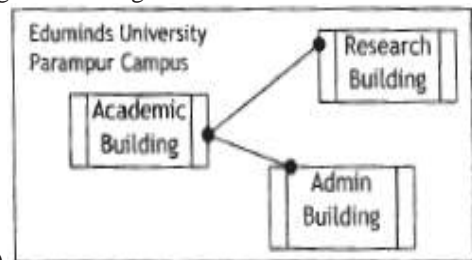 Eduminds University
Parampur Campus
Research
Building
Academic
Building
Admin
Building